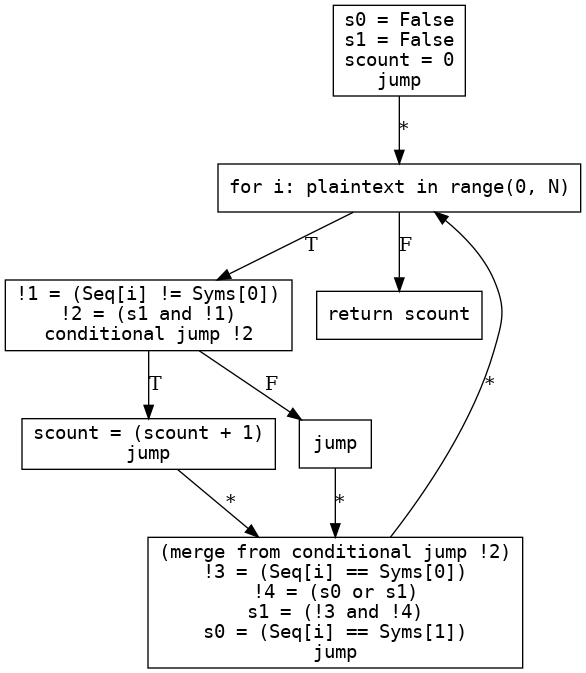 s0 = False
s1 = False
scount = 0
jump
*
for i: plaintext in range(0, N)
T
F
!1 = (Seq[i] != Syms[0])
!2 = (s1 and !1)
conditional jump !2
return scount
T
F
*
scount = (scount + 1)
jump
jump
*
*
(merge from conditional jump !2)
!3 = (Seq[i] == Syms[0])
!4 = (s0 or s1)
s1 = (!3 and !4)
s0 = (Seq[i] == Syms[1])
jump